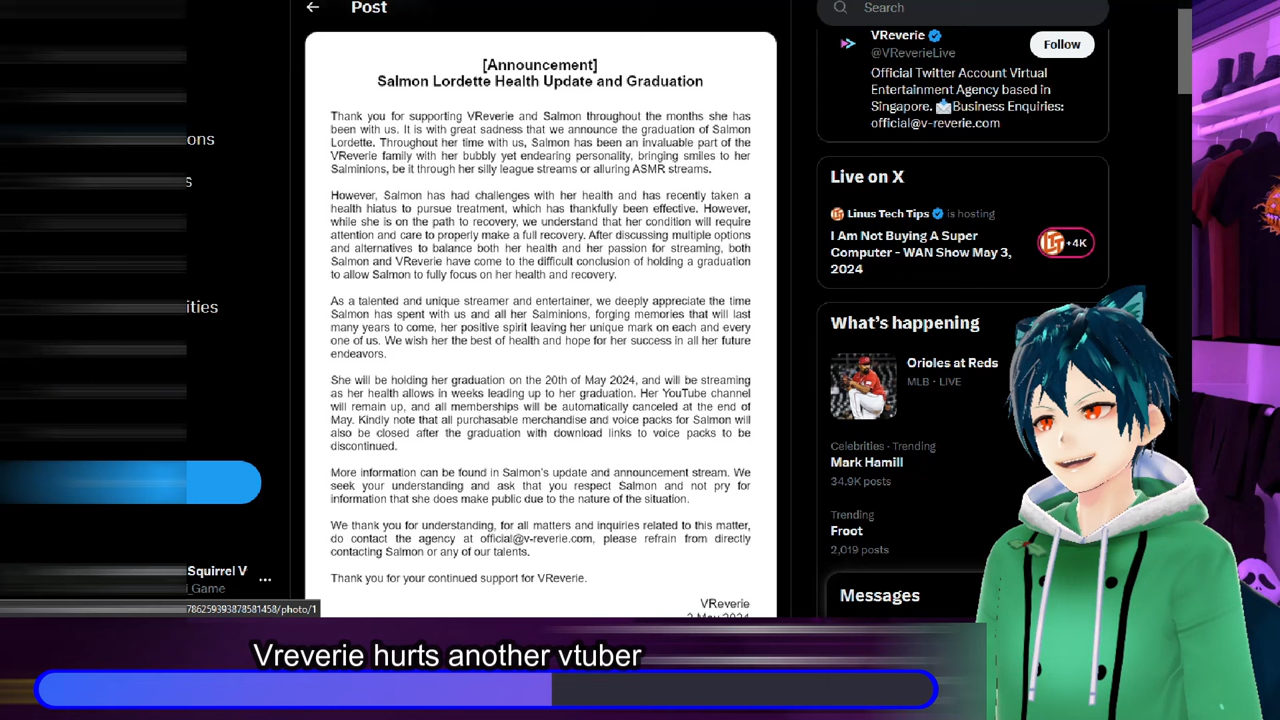 Post
[Announcement]
Salmon Lordette Health Update and Graduation
Thank you for supporting VReverie and Salmon throughout the months she has
been with us. It is with great sadness that we announce the graduation of Salmon
Lordette. Throughout her time with us, Salmon has been an invaluable part of the
VReverie family with her bubbly yet endearing personality, bringing smiles to her
Salminions, be it through her silly league streams or alluring ASMR streams.
However, Salmon has had challenges with her health and has recently taken a
health hiatus to pursue treatment, which has thankfully been effective. However,
while she is on the path to recovery, we understand that her condition will require
attention and care to properly make a full recovery. After discussing multiple options
and alternatives to balance both her health and her passion for streaming, both
Salmon and VReverie have come to the difficult conclusion of holding a graduation
to allow Salmon to fully focus on her health and recovery.
As a talented and unique streamer and entertainer, we deeply appreciate the time
Salmon has spent with us and all her Salminions, forging memories that will last
many years to come, her positive spirit leaving her unique mark on each and every
one of us. We wish her the best of health and hope for her success in all her future
endeavors.
She will be holding her graduation on the 20th of May 2024, and will be streaming
as her health allows in weeks leading up to her graduation. Her YouTube channel
will remain up, and all memberships will be automatically canceled at the end of
May. Kindly note that all purchasable merchandise and voice packs for Salmon will
also be closed after the graduation with download links to voice packs to be
discontinued.
More information can be found in Salmon's update and announcement stream. We
seek your understanding and ask that you respect Salmon and not pry for
information that she does make public due to the nature of the situation.
We thank you for understanding, for all matters and inquiries related to this matter,
do contact the agency at official@v-reverie.com, please refrain from directly
contacting Salmon or any of our talents.
Thank you for your continued support for VReverie.
VReverie
Search
VReverie
@VReverieLive
Follow
Official Twitter Account Virtual
Entertainment Agency based in
Singapore. 📩Business Enquiries:
official@v-reverie.com
Live on X
Linus Tech Tips is hosting
I Am Not Buying A Super
Computer - WAN Show May 3,
2024
+4K
What's happening
Orioles at Reds
MLB · LIVE
Celebrities · Trending
Mark Hamill
34.9K posts
Trending
Froot
2,019 posts
Messages
ons
s
ities
Squirrel V
i_Game
786259393878581458/photo/1
Vreverie hurts another vtuber